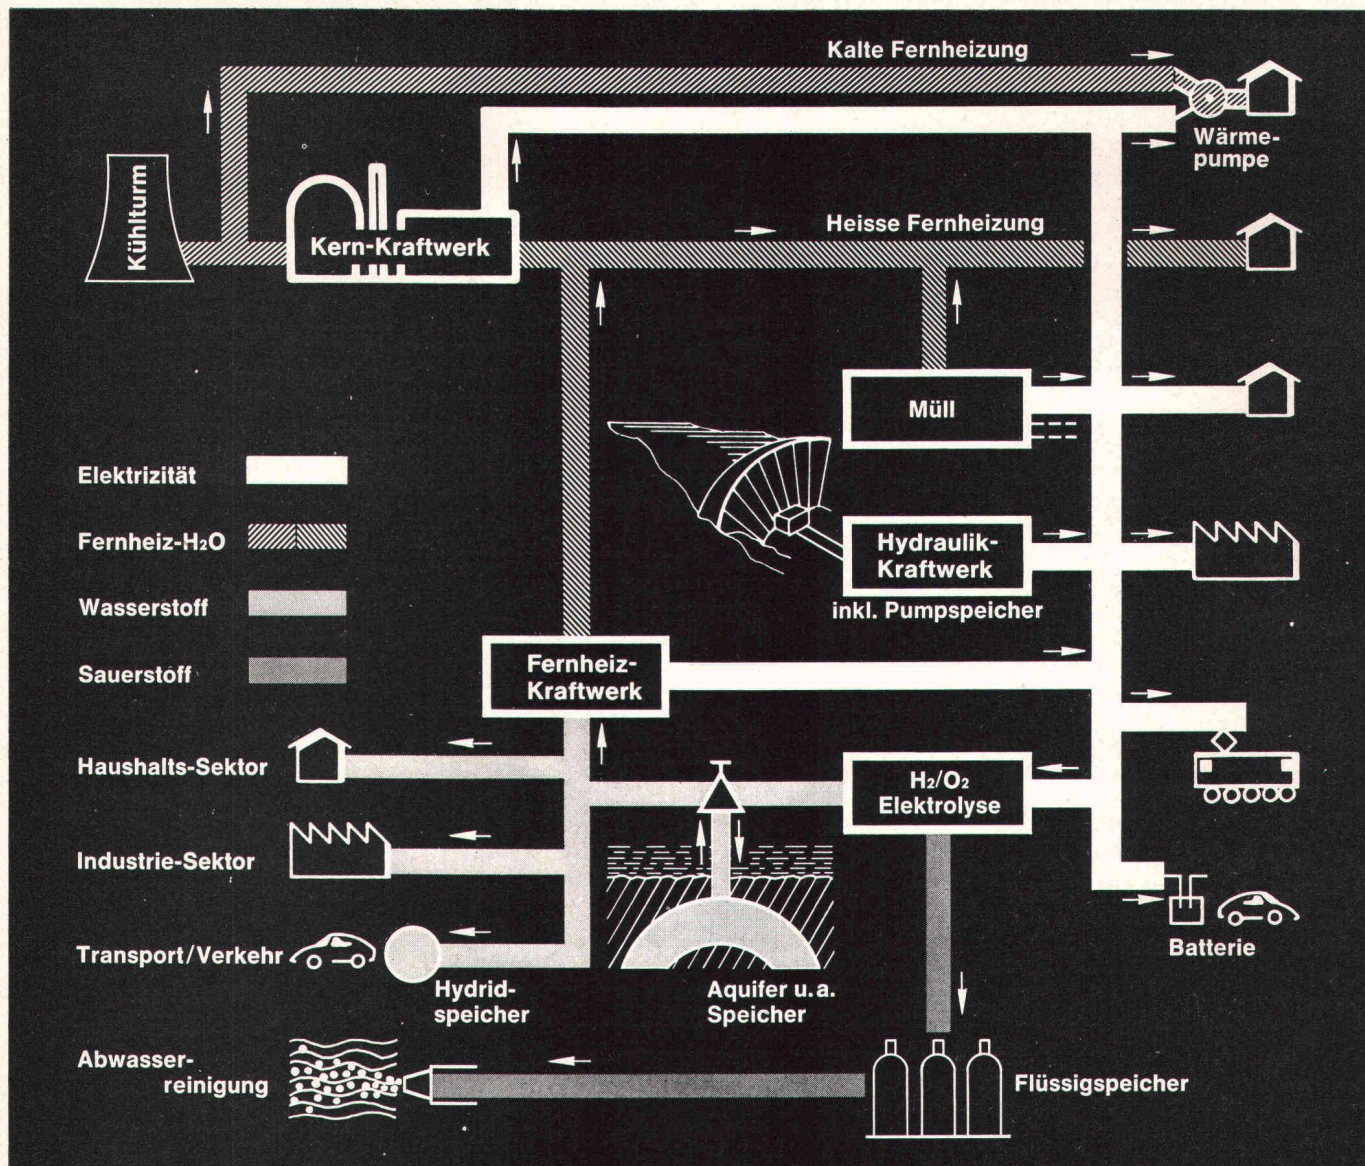 Kalte Fernheizung
Wärme-
pumpe
Kühlturm
Kern-Kraftwerk
Heisse Fernheizung
Müll
Elektrizität
Fernheiz-H₂O
Wasserstoff
Sauerstoff
Hydraulik-
Kraftwerk
inkl. Pumpspeicher
Fernheiz-
Kraftwerk
Haushalts-Sektor
H₂/O₂
Elektrolyse
Industrie-Sektor
Transport/Verkehr
Hydrid-
speicher
Aquifer u.a.
Speicher
Batterie
Abwasser-
reinigung
Flüssigspeicher